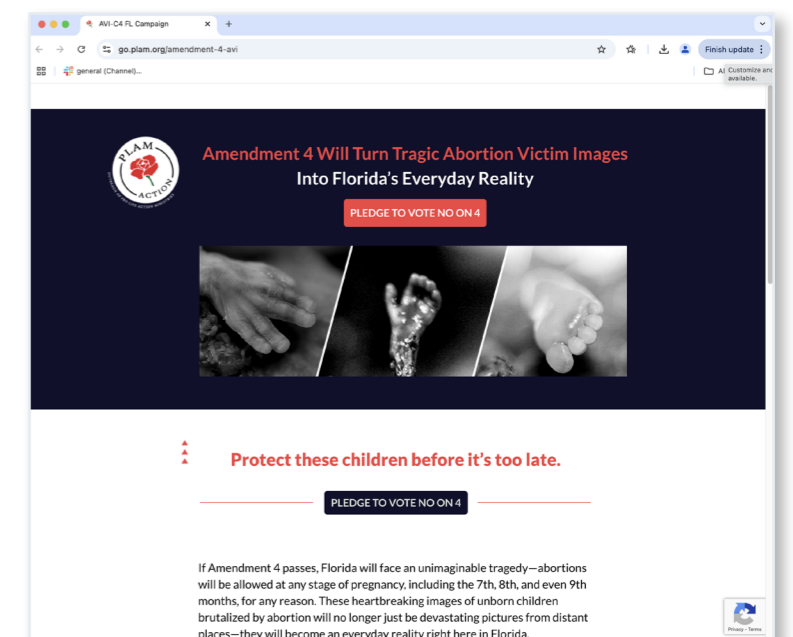 AVI-C4 FL Campaign
go.plam.org/amendment-4-avi
Finish update
general (Channel)...
Customize and
available.
PLAM
ACTION
Amendment 4 Will Turn Tragic Abortion Victim Images
Into Florida's Everyday Reality
PLEDGE TO VOTE NO ON 4
Protect these children before it's too late.
PLEDGE TO VOTE NO ON 4
If Amendment 4 passes, Florida will face an unimaginable tragedy—abortions
will be allowed at any stage of pregnancy, including the 7th, 8th, and even 9th
months, for any reason. These heartbreaking images of unborn children
brutalized by abortion will no longer just be devastating pictures from distant
places—they will become an everyday reality right here in Florida.
Privacy - Terms